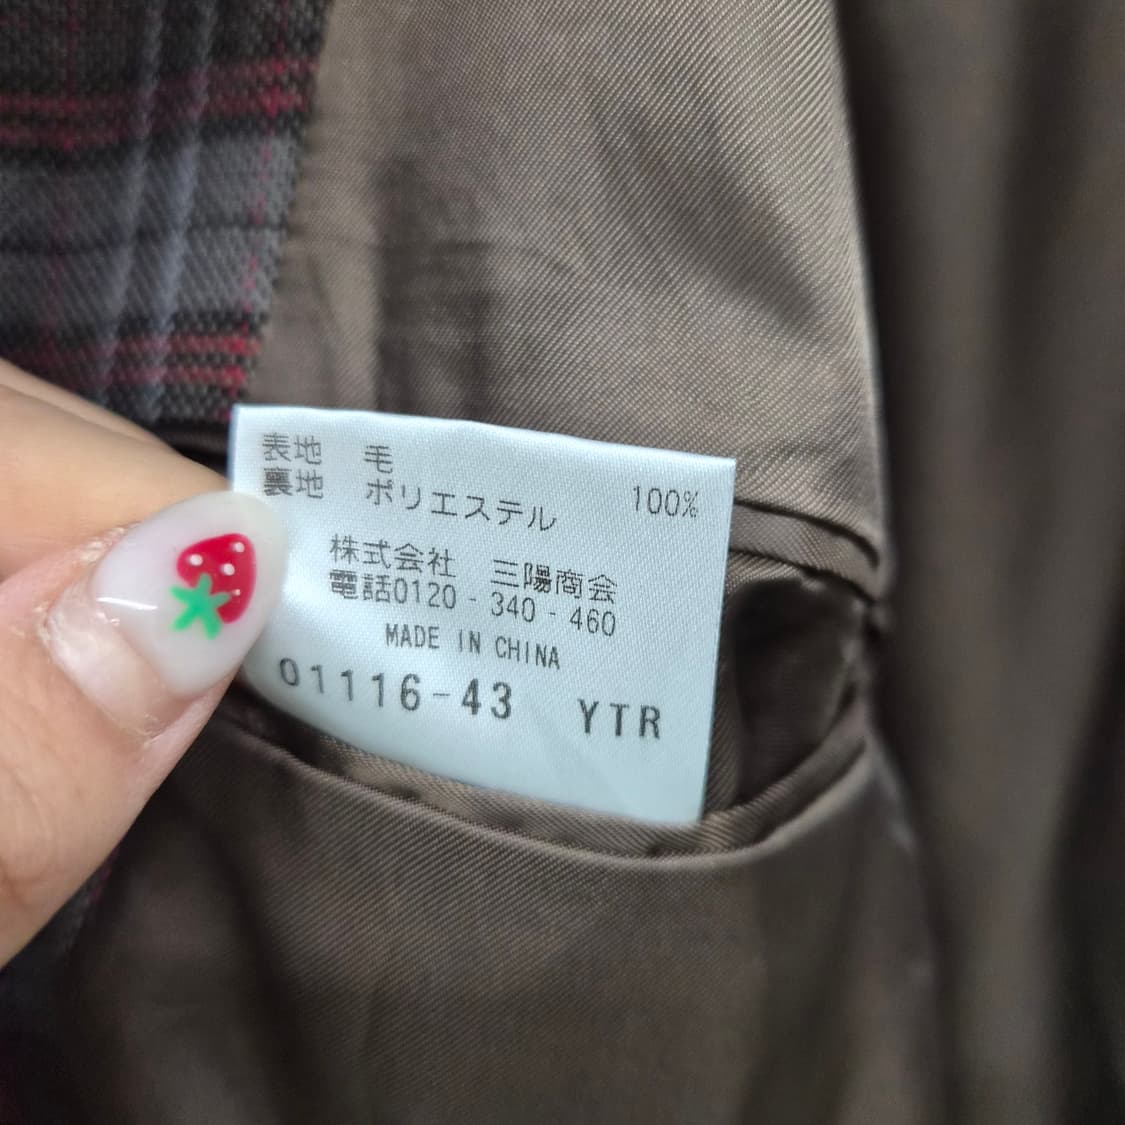 表地 毛
裏地 ポリエステル 100%
株式会社 三陽商会
電話0120-340-460
MADE IN CHINA
01116-43 YTR